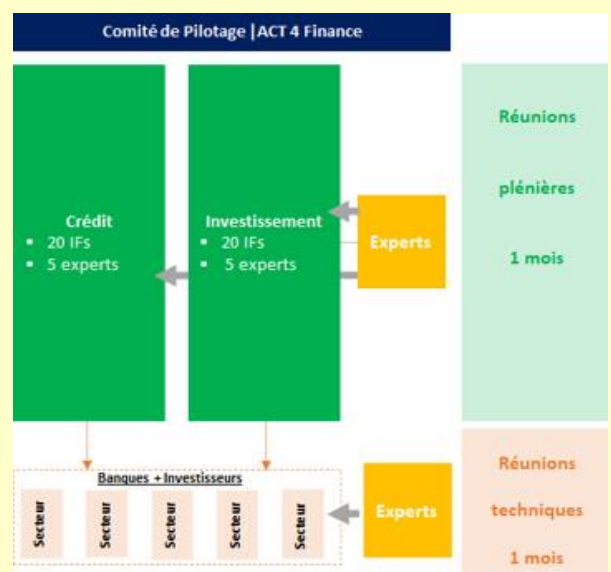 Comité de Pilotage | ACT 4 Finance
Crédit
▪ 20 IFs
▪ 5 experts
Investissement
▪ 20 IFs
▪ 5 experts
Experts
Réunions
plénières
1 mois
Banques + Investisseurs
Secteur
Secteur
Secteur
Secteur
Secteur
Experts
Réunions
techniques
1 mois